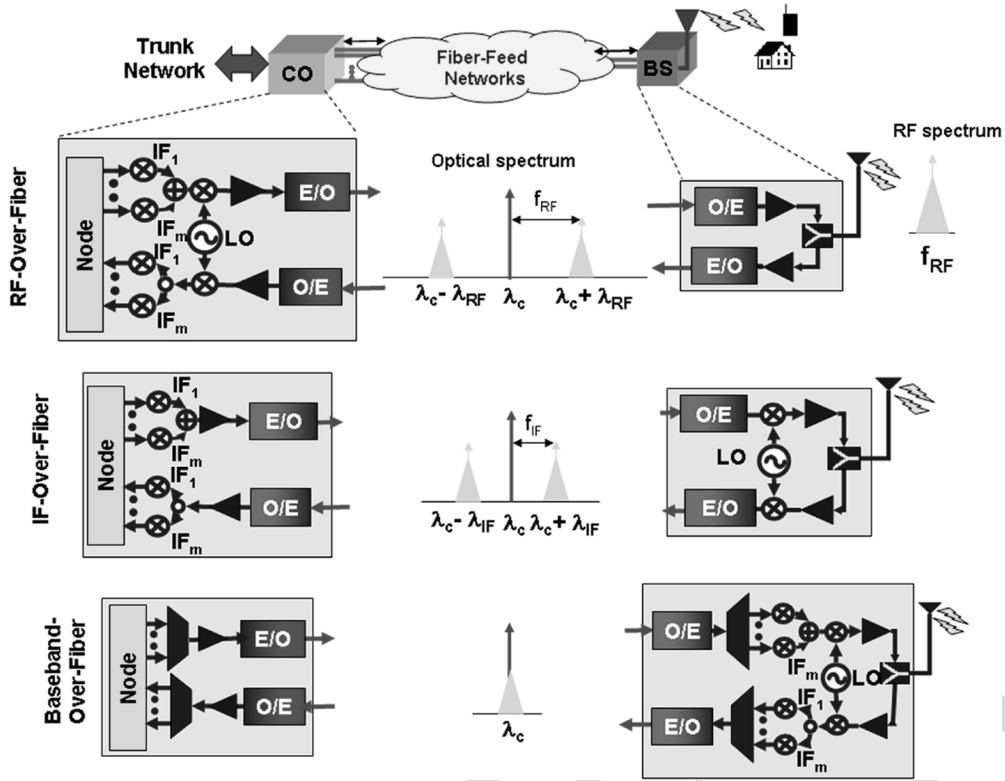 Trunk
Network
CO
Fiber-Feed
Networks
BS
RF-Over-Fiber
Node
IF1
IFm
LO
IF1
IFm
E/O
O/E
Optical spectrum
fRF
λc- λRF
λc
λc+ λRF
O/E
E/O
RF spectrum
fRF
IF-Over-Fiber
Node
IF1
IFm
IF1
IFm
E/O
O/E
fIF
λc- λIF
λc
λc+ λIF
O/E
LO
E/O
Baseband-
Over-Fiber
Node
E/O
O/E
λc
O/E
IFm
LO
IF1
IFm
E/O